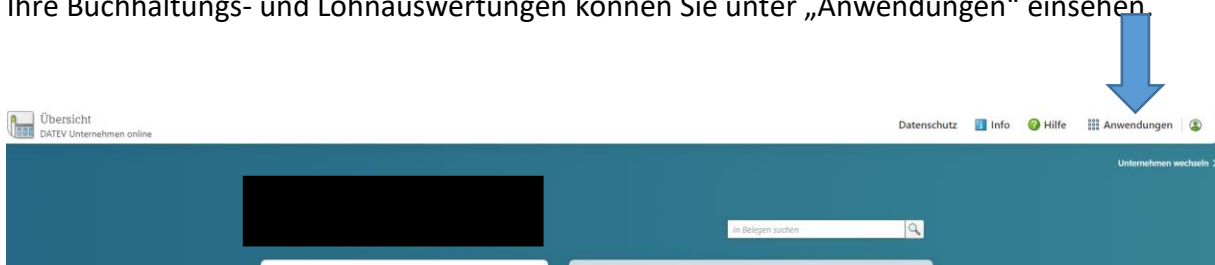 Ihre Buchhaltungs- und Lohnauswertungen können Sie unter „Anwendungen“ einsehen.
Übersicht
DATEV Unternehmen online
Datenschutz Info Hilfe Anwendungen
Unternehmen wechseln
in Belegen suchen